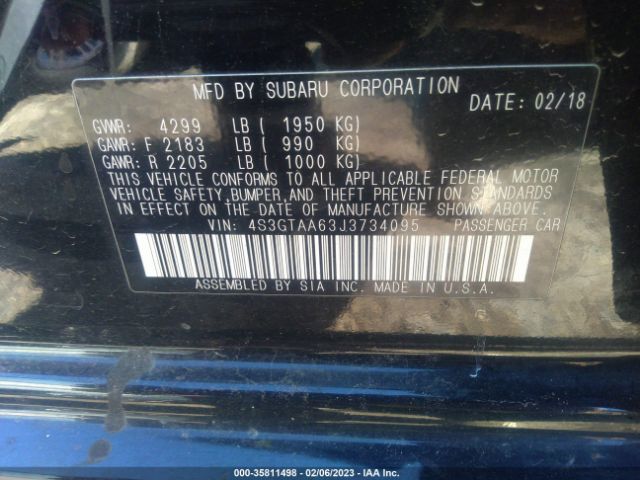 MFD BY SUBARU CORPORATION
DATE: 02/18
GVWR: 4299 LB ( 1950 KG)
GAWR: F 2183 LB ( 990 KG)
GAWR: R 2205 LB ( 1000 KG)
THIS VEHICLE CONFORMS TO ALL APPLICABLE FEDERAL MOTOR
VEHICLE SAFETY,BUMPER,AND THEFT PREVENTION STANDARDS
IN EFFECT ON THE DATE OF MANUFACTURE SHOWN ABOVE.
VIN: 4S3GTAA63J3734095 PASSENGER CAR
ASSEMBLED BY SIA INC. MADE IN U.S.A.
000-35811498 - 02/06/2023 - IAA Inc.